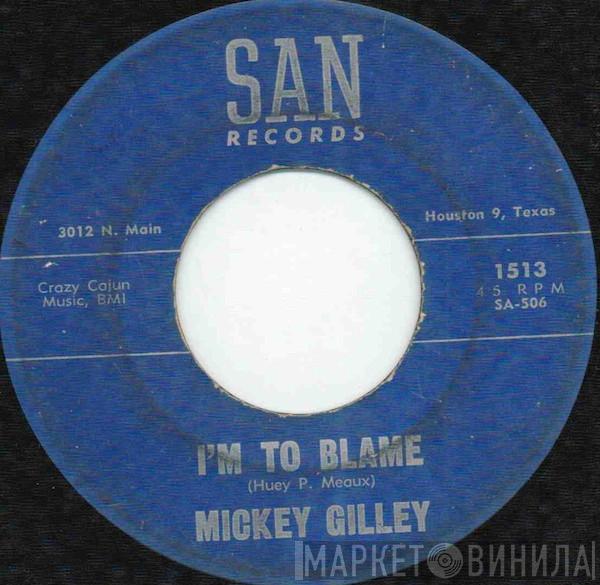 SAN
RECORDS
3012 N. Main
Houston 9, Texas
Crazy Cajun
Music, BMI
1513
45 RPM
SA-506
I'M TO BLAME
(Huey P. Meaux)
MICKEY GILLEY
МАРКЕТ ВИНИЛА